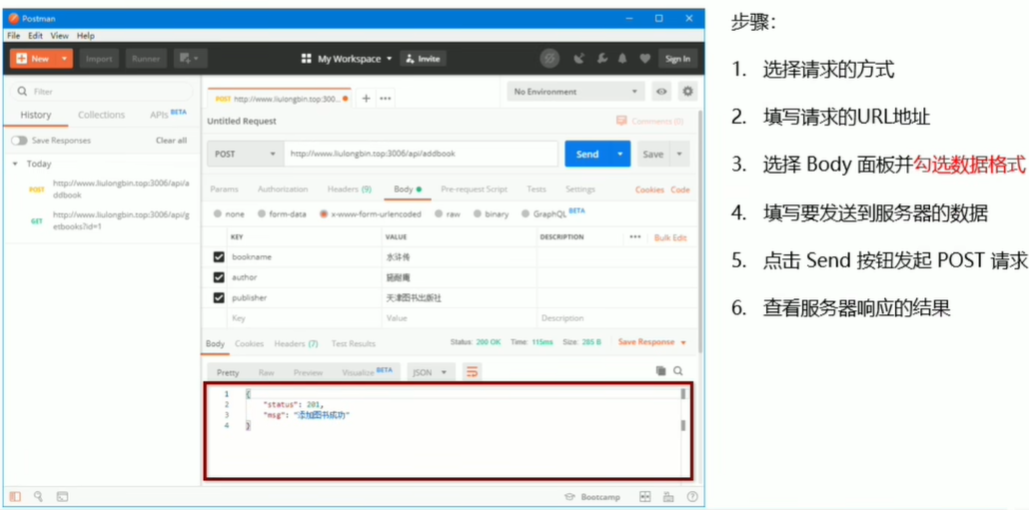 Postman
File Edit View Help
New Import Runner My Workspace Invite Sign In
Filter
History Collections APIs BETA
Save Responses Clear all
Today
POST http://www.liulongbin.top:3006/api/a
ddbook
GET http://www.liulongbin.top:3006/api/g
etbooks?id=1
POST http://www.liulongbin.top:300... + ••• No Environment
Untitled Request Comments (0)
POST http://www.liulongbin.top:3006/api/addbook Send Save
Params Authorization Headers (9) Body Pre-request Script Tests Settings Cookies Code
none form-data x-www-form-urlencoded raw binary GraphQL BETA
KEY VALUE DESCRIPTION ••• Bulk Edit
bookname 水浒传
author 施耐庵
publisher 天津图书出版社
Key Value Description
Body Cookies Headers (7) Test Results Status: 200 OK Time: 115ms Size: 285 B Save Response
Pretty Raw Preview Visualize BETA JSON
1 {
2 "status": 201,
3 "msg": "添加图书成功"
4 }
Bootcamp
步骤：
1. 选择请求的方式
2. 填写请求的URL地址
3. 选择 Body 面板并勾选数据格式
4. 填写要发送到服务器的数据
5. 点击 Send 按钮发起 POST 请求
6. 查看服务器响应的结果